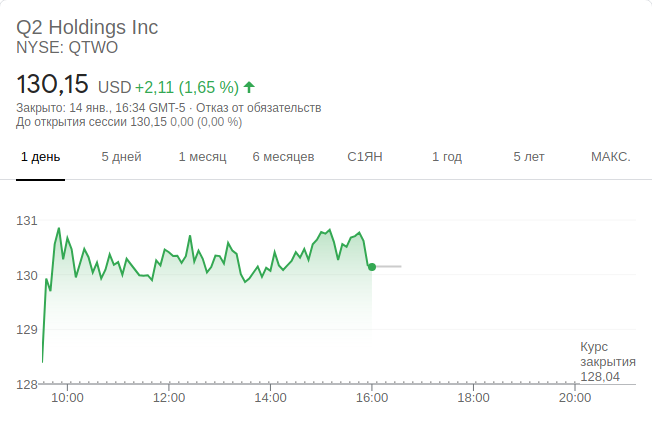 Q2 Holdings Inc
NYSE: QTWO
130,15 USD +2,11 (1,65 %)
Закрыто: 14 янв., 16:34 GMT-5 · Отказ от обязательств
До открытия сессии 130,15 0,00 (0,00 %)
1 день 5 дней 1 месяц 6 месяцев С1ЯН 1 год 5 лет МАКС.
131
130
129
128
Курс
закрытия
128,04
10:00 12:00 14:00 16:00 18:00 20:00